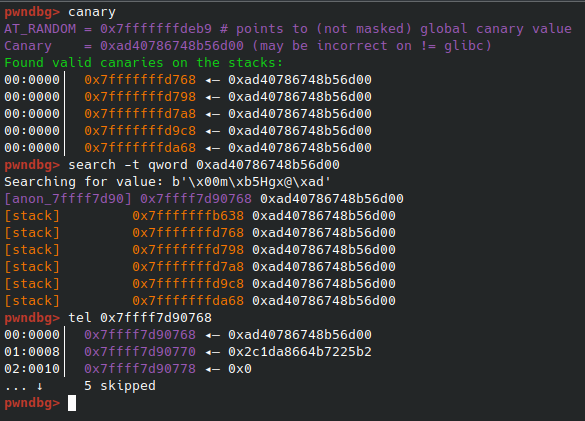 pwndbg> canary
AT_RANDOM = 0x7fffffffdeb9 # points to (not masked) global canary value
Canary    = 0xad40786748b56d00 (may be incorrect on != glibc)
Found valid canaries on the stacks:
00:0000│  0x7fffffffd768 ◂— 0xad40786748b56d00
00:0000│  0x7fffffffd798 ◂— 0xad40786748b56d00
00:0000│  0x7fffffffd7a8 ◂— 0xad40786748b56d00
00:0000│  0x7fffffffd9c8 ◂— 0xad40786748b56d00
00:0000│  0x7fffffffda68 ◂— 0xad40786748b56d00
pwndbg> search -t qword 0xad40786748b56d00
Searching for value: b'\x00m\xb5Hgx@\xad'
[anon_7ffff7d90] 0x7ffff7d90768 0xad40786748b56d00
[stack]         0x7fffffffb638 0xad40786748b56d00
[stack]         0x7fffffffd768 0xad40786748b56d00
[stack]         0x7fffffffd798 0xad40786748b56d00
[stack]         0x7fffffffd7a8 0xad40786748b56d00
[stack]         0x7fffffffd9c8 0xad40786748b56d00
[stack]         0x7fffffffda68 0xad40786748b56d00
pwndbg> tel 0x7ffff7d90768
00:0000│  0x7ffff7d90768 ◂— 0xad40786748b56d00
01:0008│  0x7ffff7d90770 ◂— 0x2c1da8664b7225b2
02:0010│  0x7ffff7d90778 ◂— 0x0
... ↓     5 skipped
pwndbg>